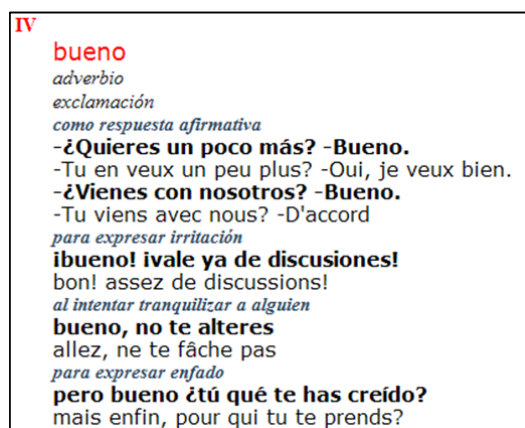 IV
bueno
adverbio
exclamación
como respuesta afirmativa
-¿Quieres un poco más? -Bueno.
-Tu en veux un peu plus? -Oui, je veux bien.
-¿Vienes con nosotros? -Bueno.
-Tu viens avec nous? -D'accord
para expresar irritación
¡bueno! ¡vale ya de discusiones!
bon! assez de discussions!
al intentar tranquilizar a alguien
bueno, no te alteres
allez, ne te fâche pas
para expresar enfado
pero bueno ¿tú qué te has creído?
mais enfin, pour qui tu te prends?